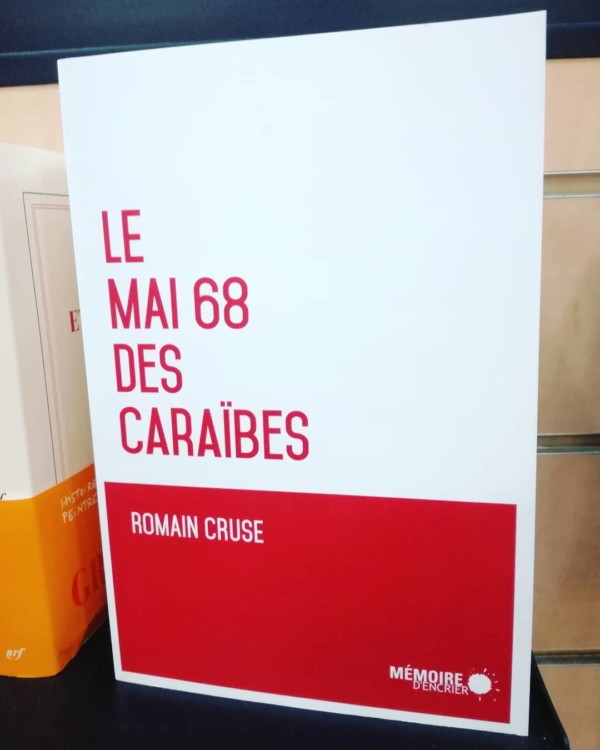 LE
MAI 68
DES
CARAÏBES
ROMAIN CRUSE
MÉMOIRE
D'ENCRIER
nrf